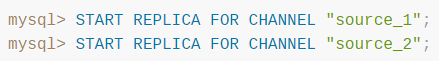 mysql> START REPLICA FOR CHANNEL "source_1";
mysql> START REPLICA FOR CHANNEL "source_2";